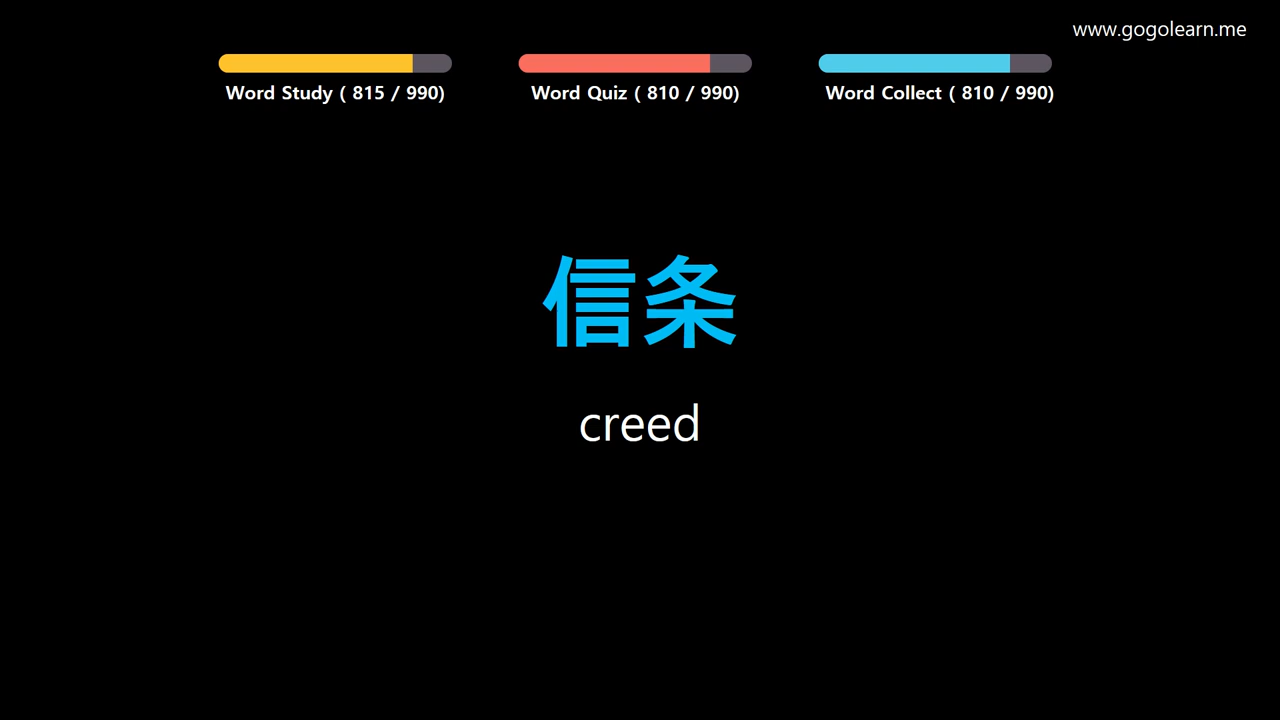 www.gogolearn.me
Word Study ( 815 / 990)
Word Quiz ( 810 / 990)
Word Collect ( 810 / 990)
信条
creed